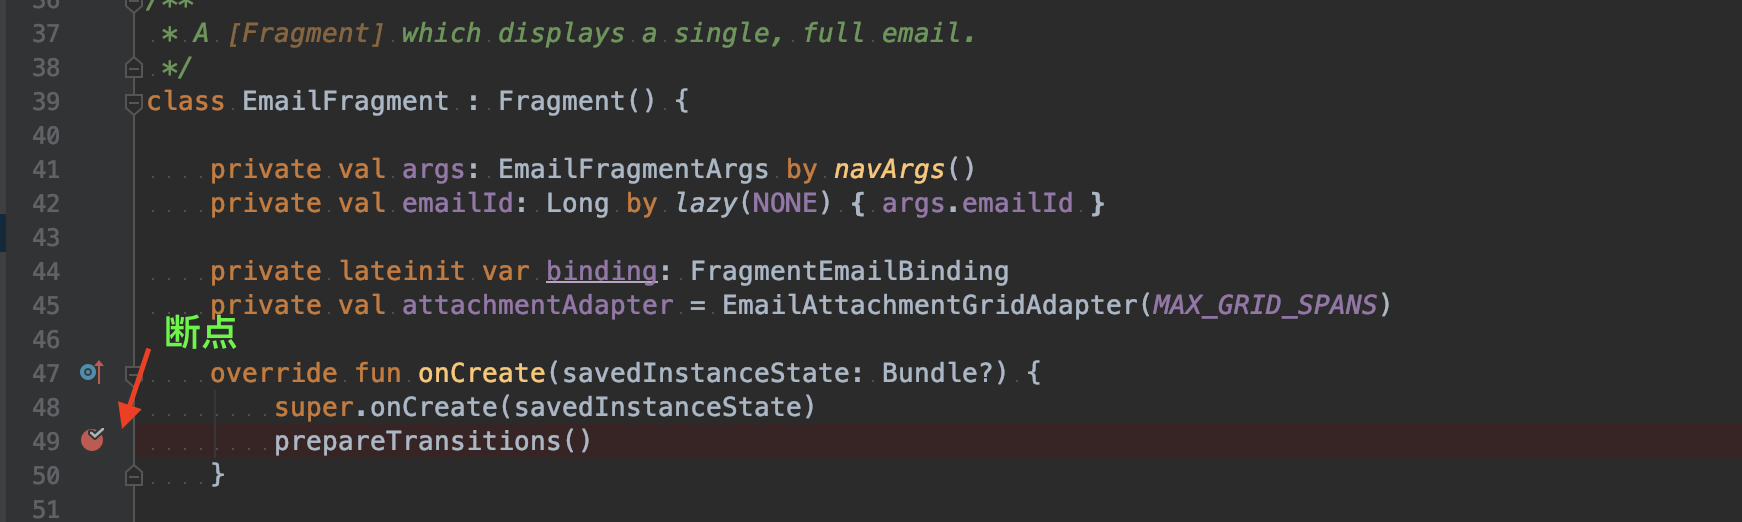 36 /**
37 * A [Fragment] which displays a single, full email.
38 */
39 class EmailFragment : Fragment() {
40
41 private val args: EmailFragmentArgs by navArgs()
42 private val emailId: Long by lazy(NONE) { args.emailId }
43
44 private lateinit var binding: FragmentEmailBinding
45 private val attachmentAdapter = EmailAttachmentGridAdapter(MAX_GRID_SPANS)
断点
46
47 override fun onCreate(savedInstanceState: Bundle?) {
48 super.onCreate(savedInstanceState)
49 prepareTransitions()
50 }
51